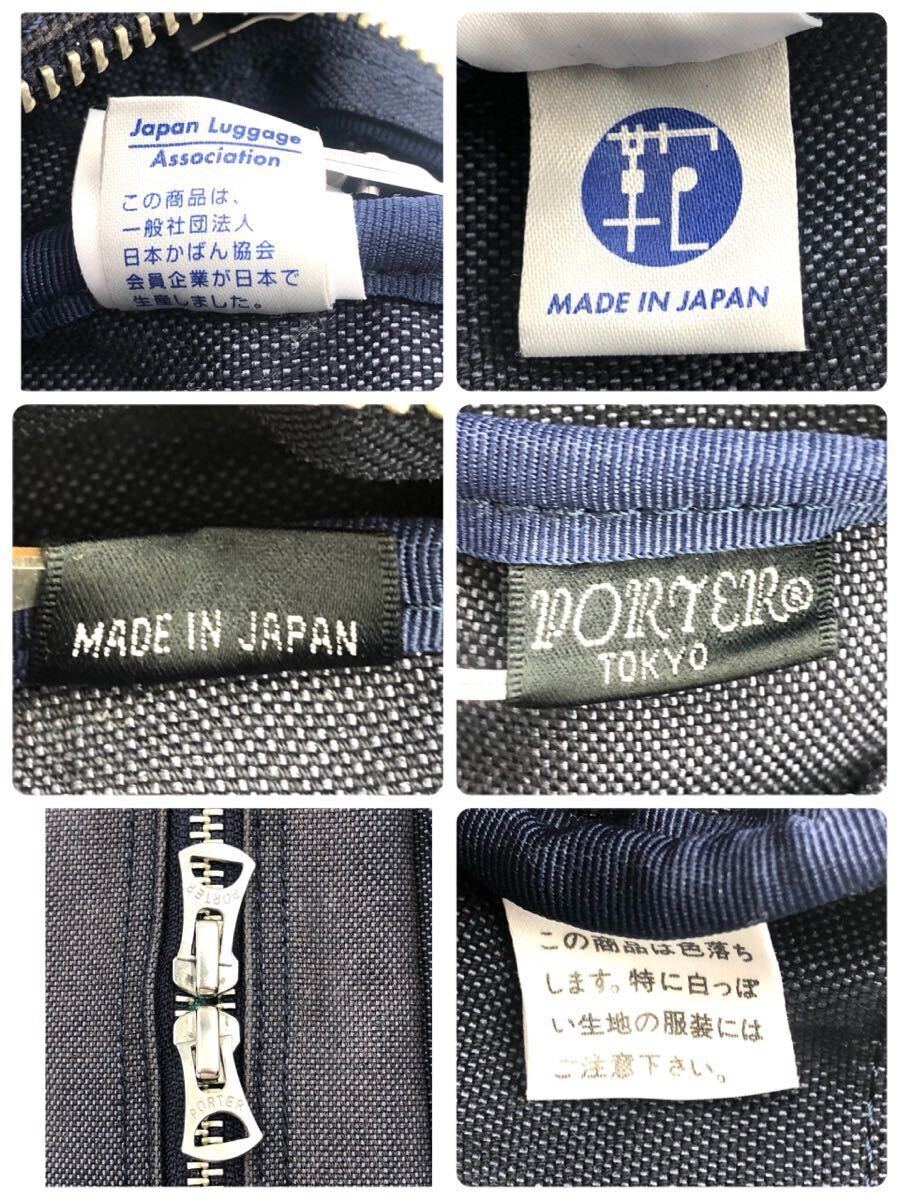 Japan Luggage
Association
この商品は、
一般社団法人
日本かばん協会
会員企業が日本で
生産しました。
MADE IN JAPAN
MADE IN JAPAN
PORTER®
TOKYO
PORTER
PORTER
この商品は色落ち
します。特に白っぽ
い生地の服装には
ご注意下さい。